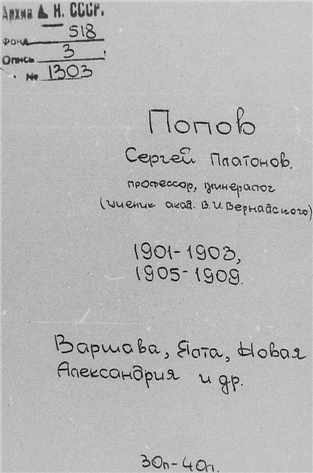 Архив А. Н. СССР.
Фонд 518
Опись 3
№ 1303
Попов
Сергей Платонов.
профессор, минералог
(ученик акад. В.И.Вернадского)
1901-1903,
1905-1909.
Варшава, Ялта, Новая
Александрия и др.
30п-40л.